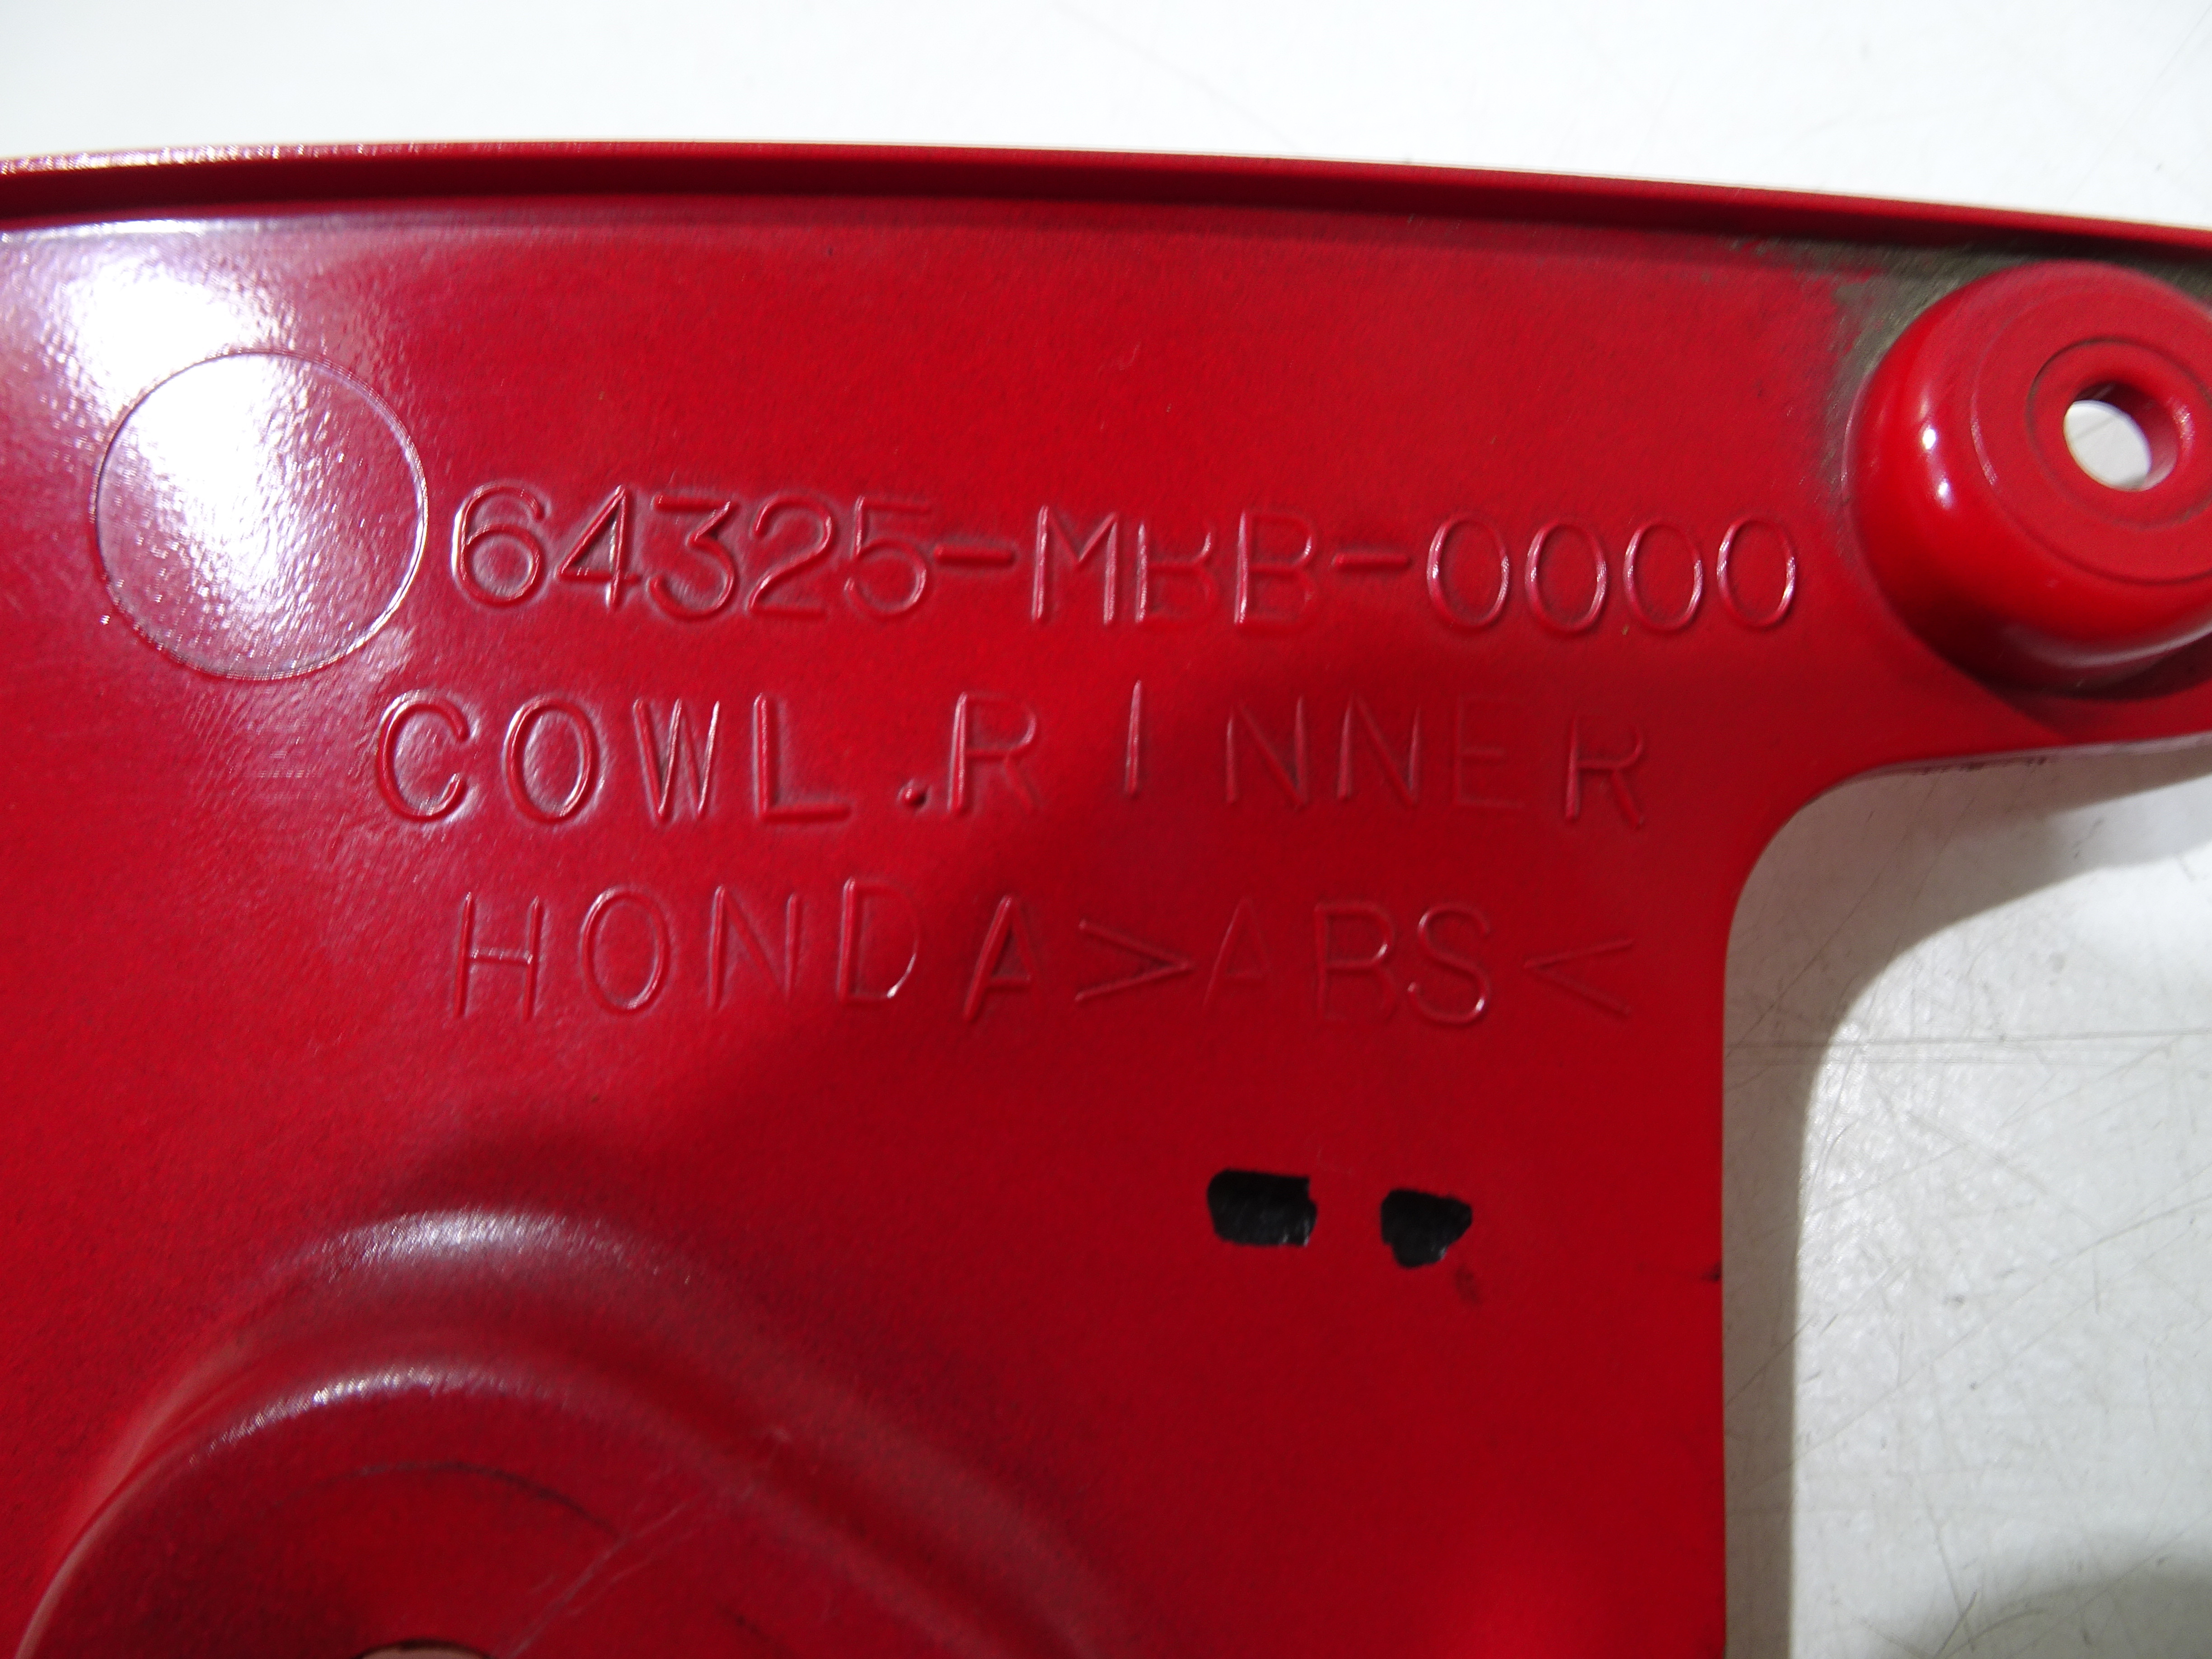 64325-MBB-0000
COWL.R INNER
HONDA>ABS<